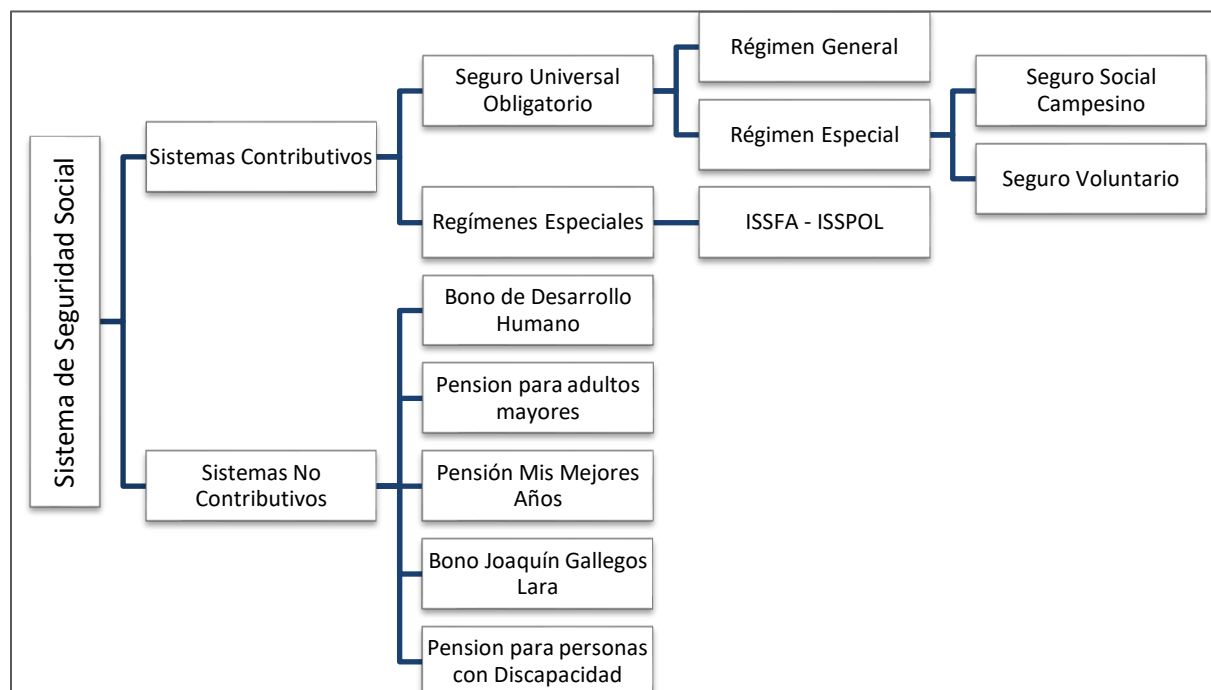 Sistema de Seguridad Social
Sistemas Contributivos
Seguro Universal
Obligatorio
Régimen General
Régimen Especial
Seguro Social
Campesino
Seguro Voluntario
Regímenes Especiales
ISSFA - ISSPOL
Sistemas No
Contributivos
Bono de Desarrollo
Humano
Pension para adultos
mayores
Pensión Mis Mejores
Años
Bono Joaquín Gallegos
Lara
Pension para personas
con Discapacidad